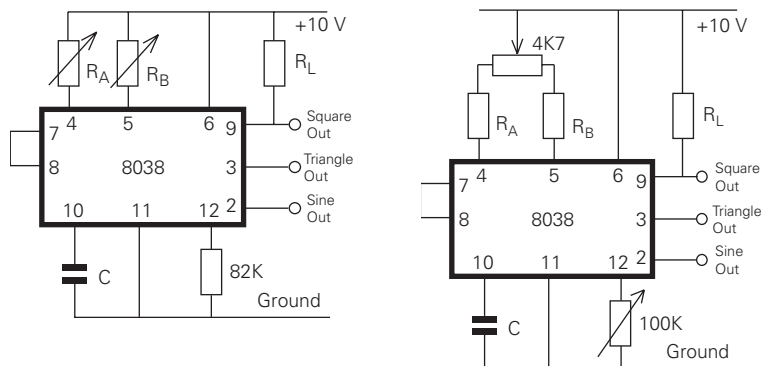 +10 V
R_A
R_B
R_L
4
5
6
9
Square
Out
7
8
8038
3
Triangle
Out
2
Sine
Out
10
11
12
C
82K
Ground
+10 V
4K7
R_A
R_B
R_L
4
5
6
9
Square
Out
7
8
8038
3
Triangle
Out
2
Sine
Out
10
11
12
C
100K
Ground